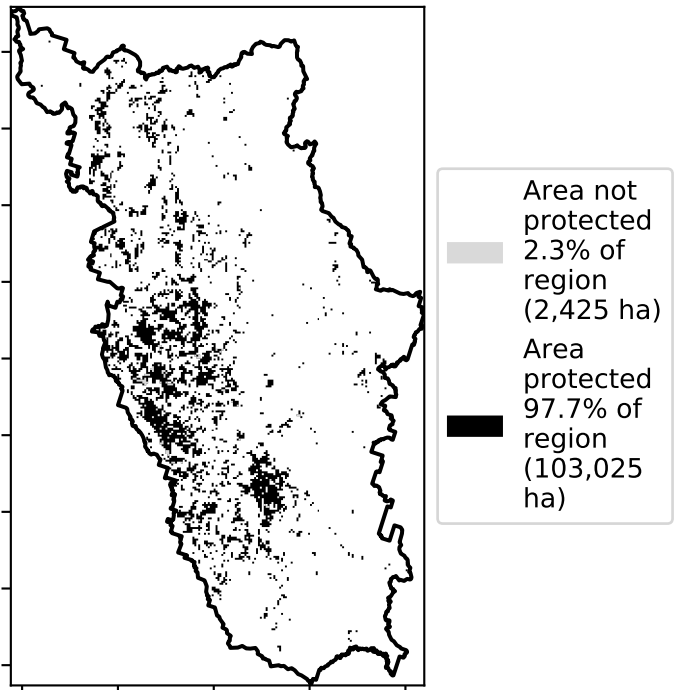 Area not
protected
2.3% of
region
(2,425 ha)
Area
protected
97.7% of
region
(103,025
ha)